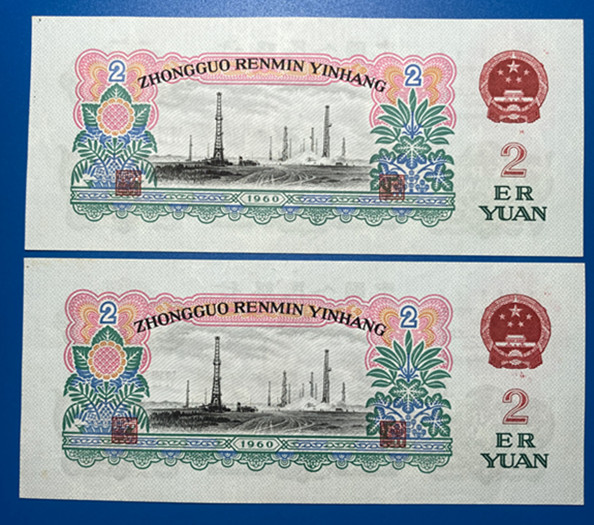 2 ZHONGGUO RENMIN YINHANG 2
2
ER
YUAN
1960
2 ZHONGGUO RENMIN YINHANG 2
2
ER
YUAN
1960